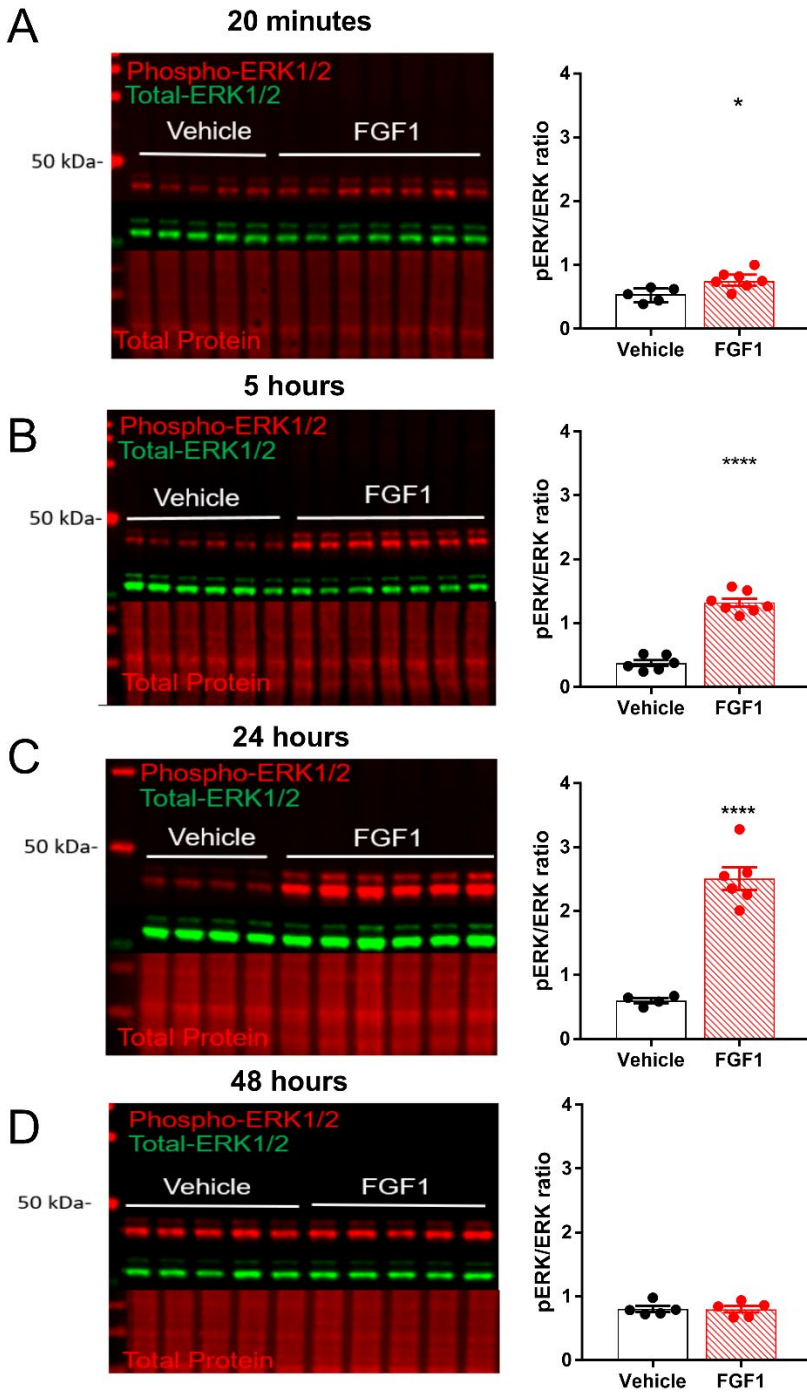 A
20 minutes
Phospho-ERK1/2
Total-ERK1/2
Vehicle FGF1
50 kDa-
Total Protein
pERK/ERK ratio
4
3
2
1
0
*
Vehicle FGF1
5 hours
B
Phospho-ERK1/2
Total-ERK1/2
Vehicle FGF1
50 kDa-
Total Protein
pERK/ERK ratio
4
3
2
1
0
****
Vehicle FGF1
24 hours
C
Phospho-ERK1/2
Total-ERK1/2
Vehicle FGF1
50 kDa-
Total Protein
pERK/ERK ratio
4
3
2
1
0
****
Vehicle FGF1
48 hours
D
Phospho-ERK1/2
Total-ERK1/2
Vehicle FGF1
50 kDa-
Total Protein
pERK/ERK ratio
4
3
2
1
0
Vehicle FGF1